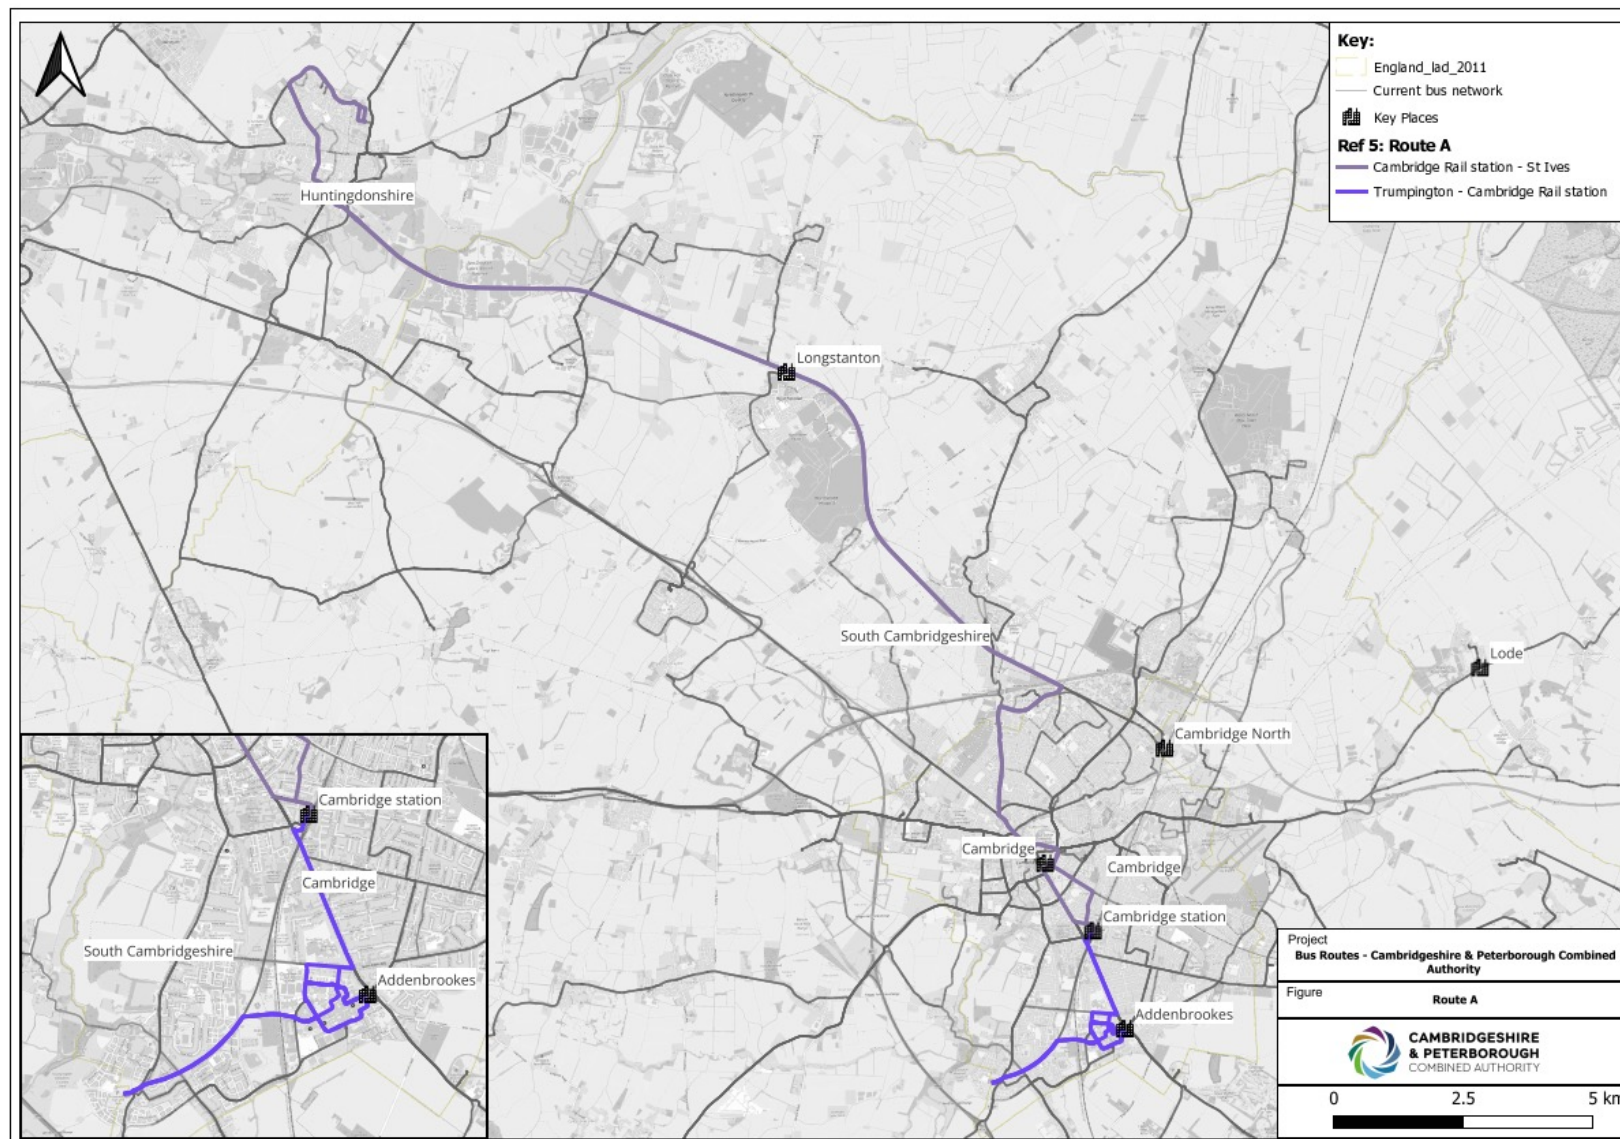 Key:
England_lad_2011
Current bus network
Key Places
Ref 5: Route A
Cambridge Rail station - St Ives
Trumpington - Cambridge Rail station
Huntingdonshire
Longstanton
South Cambridgeshire
Lode
Cambridge North
Cambridge
Cambridge
Cambridge station
Addenbrookes
Cambridge station
Cambridge
South Cambridgeshire
Addenbrookes
Project
Bus Routes - Cambridgeshire & Peterborough Combined
Authority
Figure
Route A
CAMBRIDGESHIRE
& PETERBOROUGH
COMBINED AUTHORITY
0 2.5 5 km